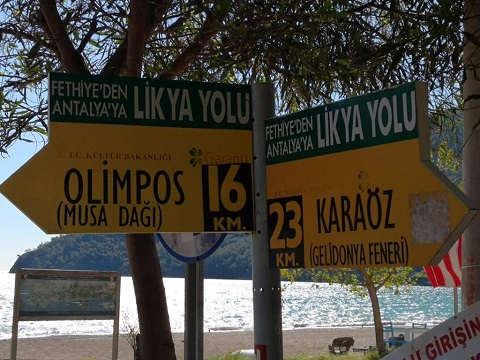 FETHİYE'DEN
ANTALYA'YA
LİKYA YOLU
T.C. KÜLTÜR BAKANLIĞI
Garanti
OLİMPOS
(MUSA DAĞI)
16
KM.
FETHİYE'DEN
ANTALYA'YA
LİKYA YOLU
23
KM.
KARAÖZ
(GELİDONYA FENERİ)